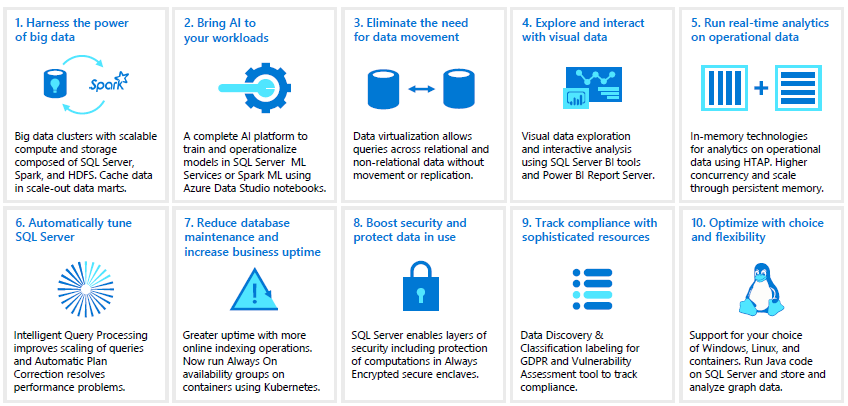 1. Harness the power
of big data
Spark
Big data clusters with scalable
compute and storage
composed of SQL Server,
Spark, and HDFS. Cache data
in scale-out data marts.
2. Bring AI to
your workloads
A complete AI platform to
train and operationalize
models in SQL Server ML
Services or Spark ML using
Azure Data Studio notebooks.
3. Eliminate the need
for data movement
Data virtualization allows
queries across relational and
non-relational data without
movement or replication.
4. Explore and interact
with visual data
Visual data exploration
and interactive analysis
using SQL Server BI tools
and Power BI Report Server.
5. Run real-time analytics
on operational data
In-memory technologies
for analytics on operational
data using HTAP. Higher
concurrency and scale
through persistent memory.
6. Automatically tune
SQL Server
Intelligent Query Processing
improves scaling of queries
and Automatic Plan
Correction resolves
performance problems.
7. Reduce database
maintenance and
increase business uptime
Greater uptime with more
online indexing operations.
Now run Always On
availability groups on
containers using Kubernetes.
8. Boost security and
protect data in use
SQL Server enables layers of
security including protection
of computations in Always
Encrypted secure enclaves.
9. Track compliance with
sophisticated resources
Data Discovery &
Classification labeling for
GDPR and Vulnerability
Assessment tool to track
compliance.
10. Optimize with choice
and flexibility
Support for your choice
of Windows, Linux, and
containers. Run Java code
on SQL Server and store and
analyze graph data.